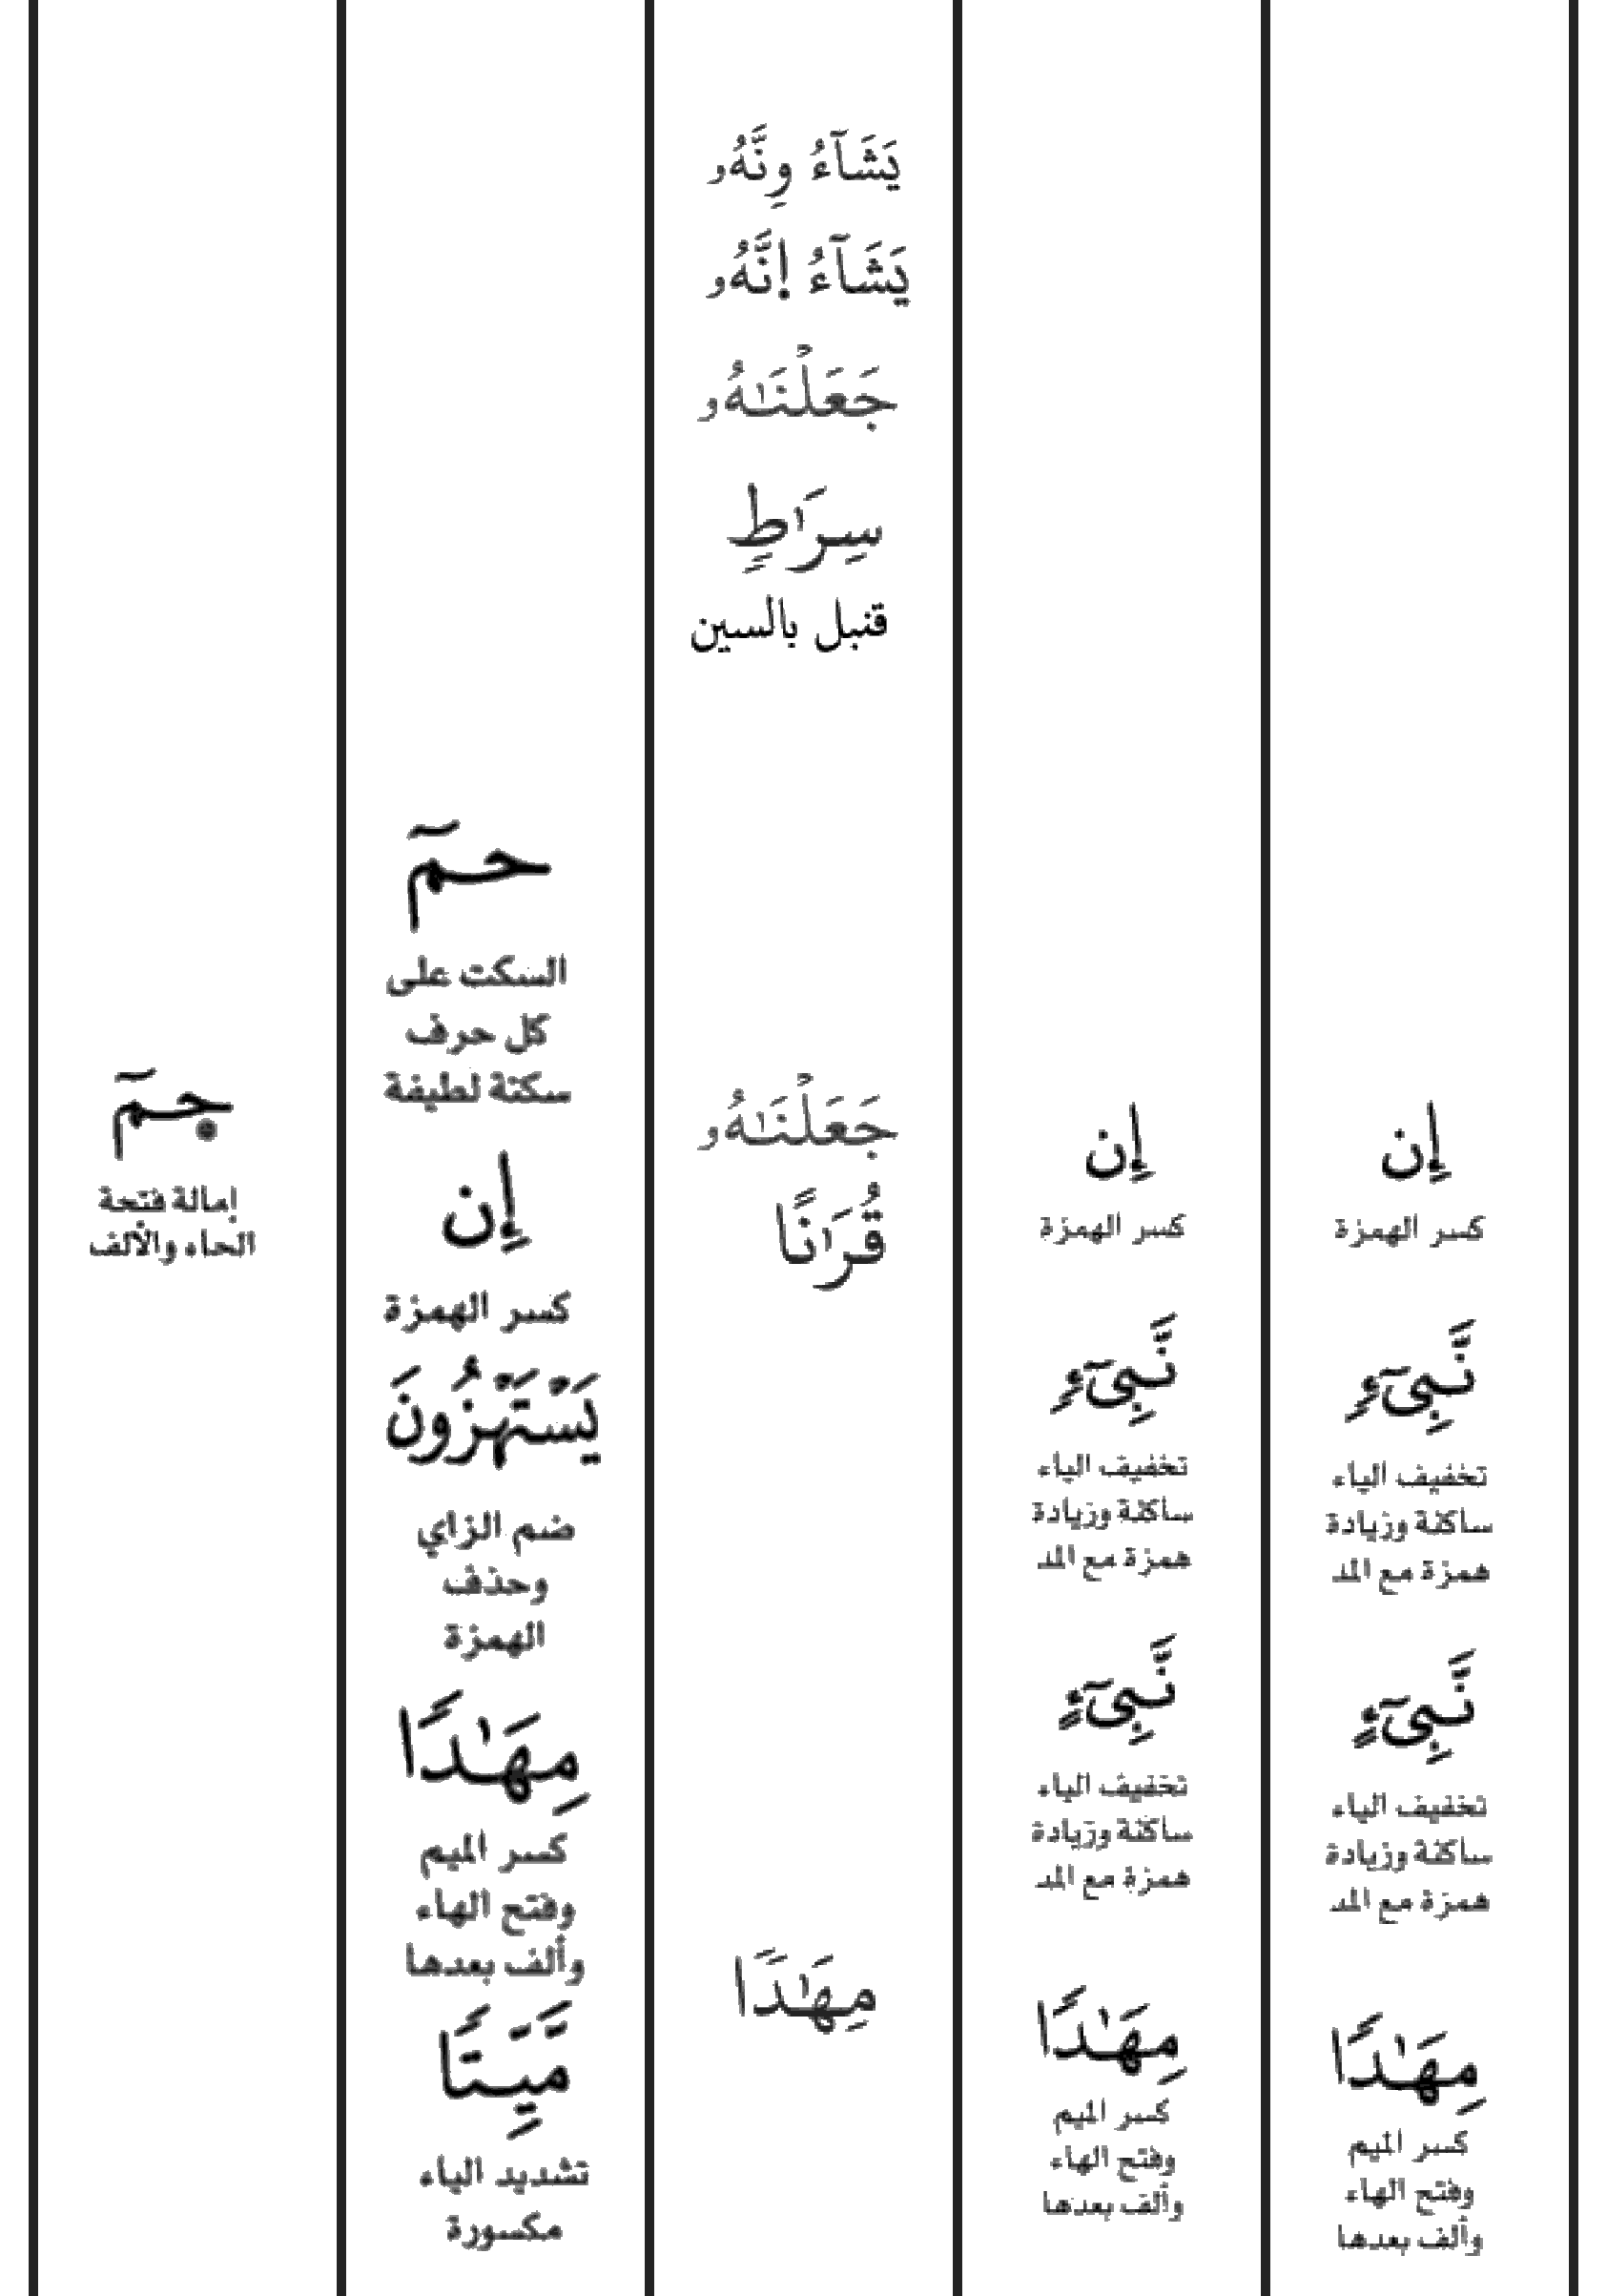 إِن
كسر الهمزة
نَّبِىٓءٍ
تخفيف الياء
ساكنة وزيادة
همزة مع المد
نَّبِىٓءٍ
تخفيف الياء
ساكنة وزيادة
همزة مع المد
مِهَٰدًا
كسر الميم
وفتح الهاء
وألف بعدها
إِن
كسر الهمزة
نَّبِىٓءٍ
تخفيف الياء
ساكنة وزيادة
همزة مع المد
نَّبِىٓءٍ
تخفيف الياء
ساكنة وزيادة
همزة مع المد
مِهَٰدًا
كسر الميم
وفتح الهاء
وألف بعدها
يَشَآءُ وِنَّهُۥ
يَشَآءُ اِنَّهُۥ
جَعَلْنَٰهُۥ
سِرَٰطٍ
قنبل بالسين
جَعَلْنَٰهُۥ
قُرَٰنًا
مِهَٰدًا
حمٓ
السكت على
كل حرف
سكتة لطيفة
إِن
كسر الهمزة
يَسْتَهْزُونَ
ضم الزاي
وحذف
الهمزة
مِهَٰدًا
كسر الميم
وفتح الهاء
وألف بعدها
مَّيِّتًا
تشديد الياء
مكسورة
حمٓ
إمالة فتحة
الحاء والألف